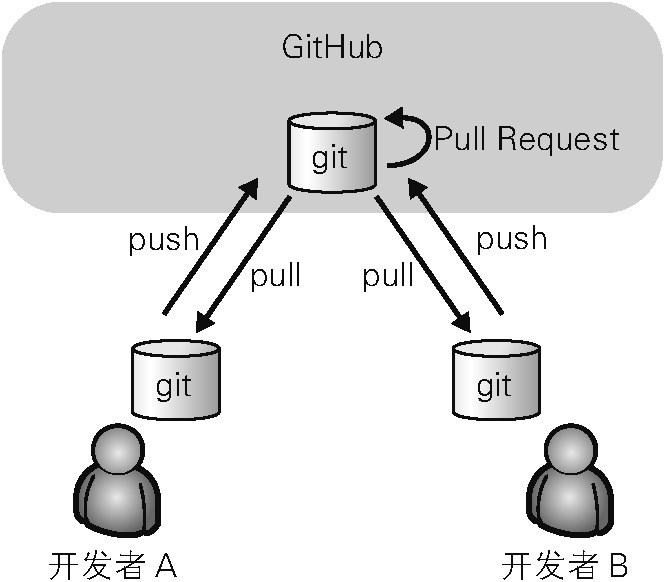 GitHub
git
Pull Request
push
pull
pull
push
git
git
开发者 A
开发者 B